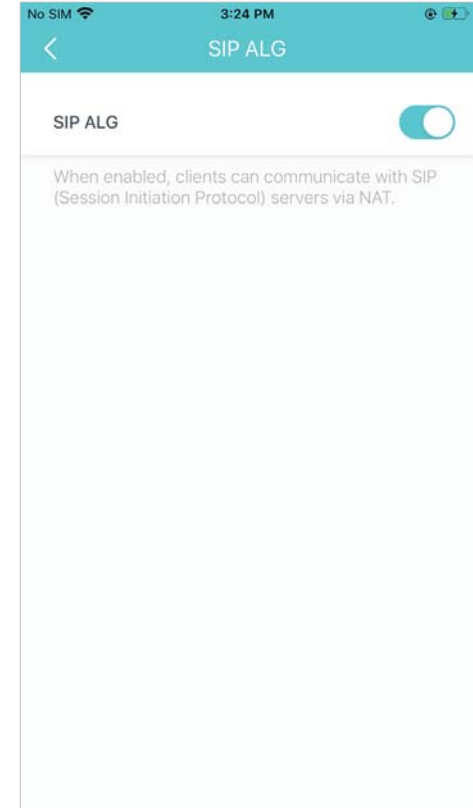 No SIM 3:24 PM
SIP ALG
SIP ALG
When enabled, clients can communicate with SIP
(Session Initiation Protocol) servers via NAT.